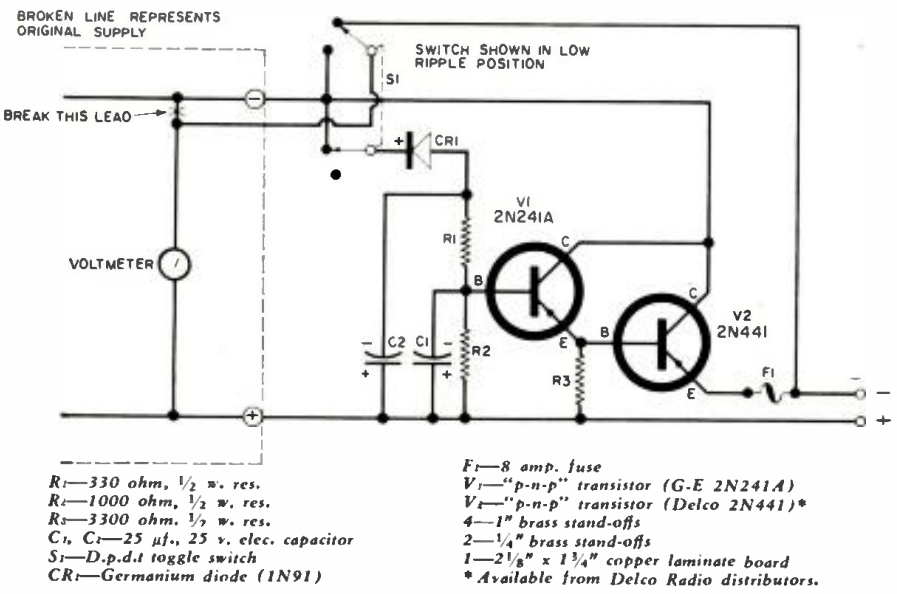 BROKEN LINE REPRESENTS
ORIGINAL SUPPLY
SWITCH SHOWN IN LOW
RIPPLE POSITION
S1
−
BREAK THIS LEAD
+ CR1
V1
2N241A
R1
C
B
VOLTMETER
E
C
V2
2N441
B
− C2
C1 −
R2
+
+
R3
E
F1
−
−
+
+
R1—330 ohm, 1/2 w. res.
R2—1000 ohm, 1/2 w. res.
R3—3300 ohm. 1/2 w. res.
C1, C2—25 μf., 25 v. elec. capacitor
S1—D.p.d.t toggle switch
CR1—Germanium diode (1N91)
F1—8 amp. fuse
V1—"p-n-p" transistor (G-E 2N241A)
V2—"p-n-p" transistor (Delco 2N441)*
4—1" brass stand-offs
2—1/4" brass stand-offs
1—2 1/8" x 1 3/4" copper laminate board
*Available from Delco Radio distributors.